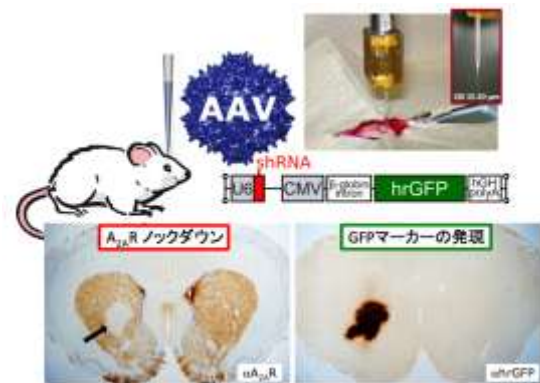 AAV
shRNA
U6
CMV
β-globin
intron
hrGFP
hGH
polyA
A2AR ノックダウン
GFPマーカーの発現
αA2AR
αhrGFP